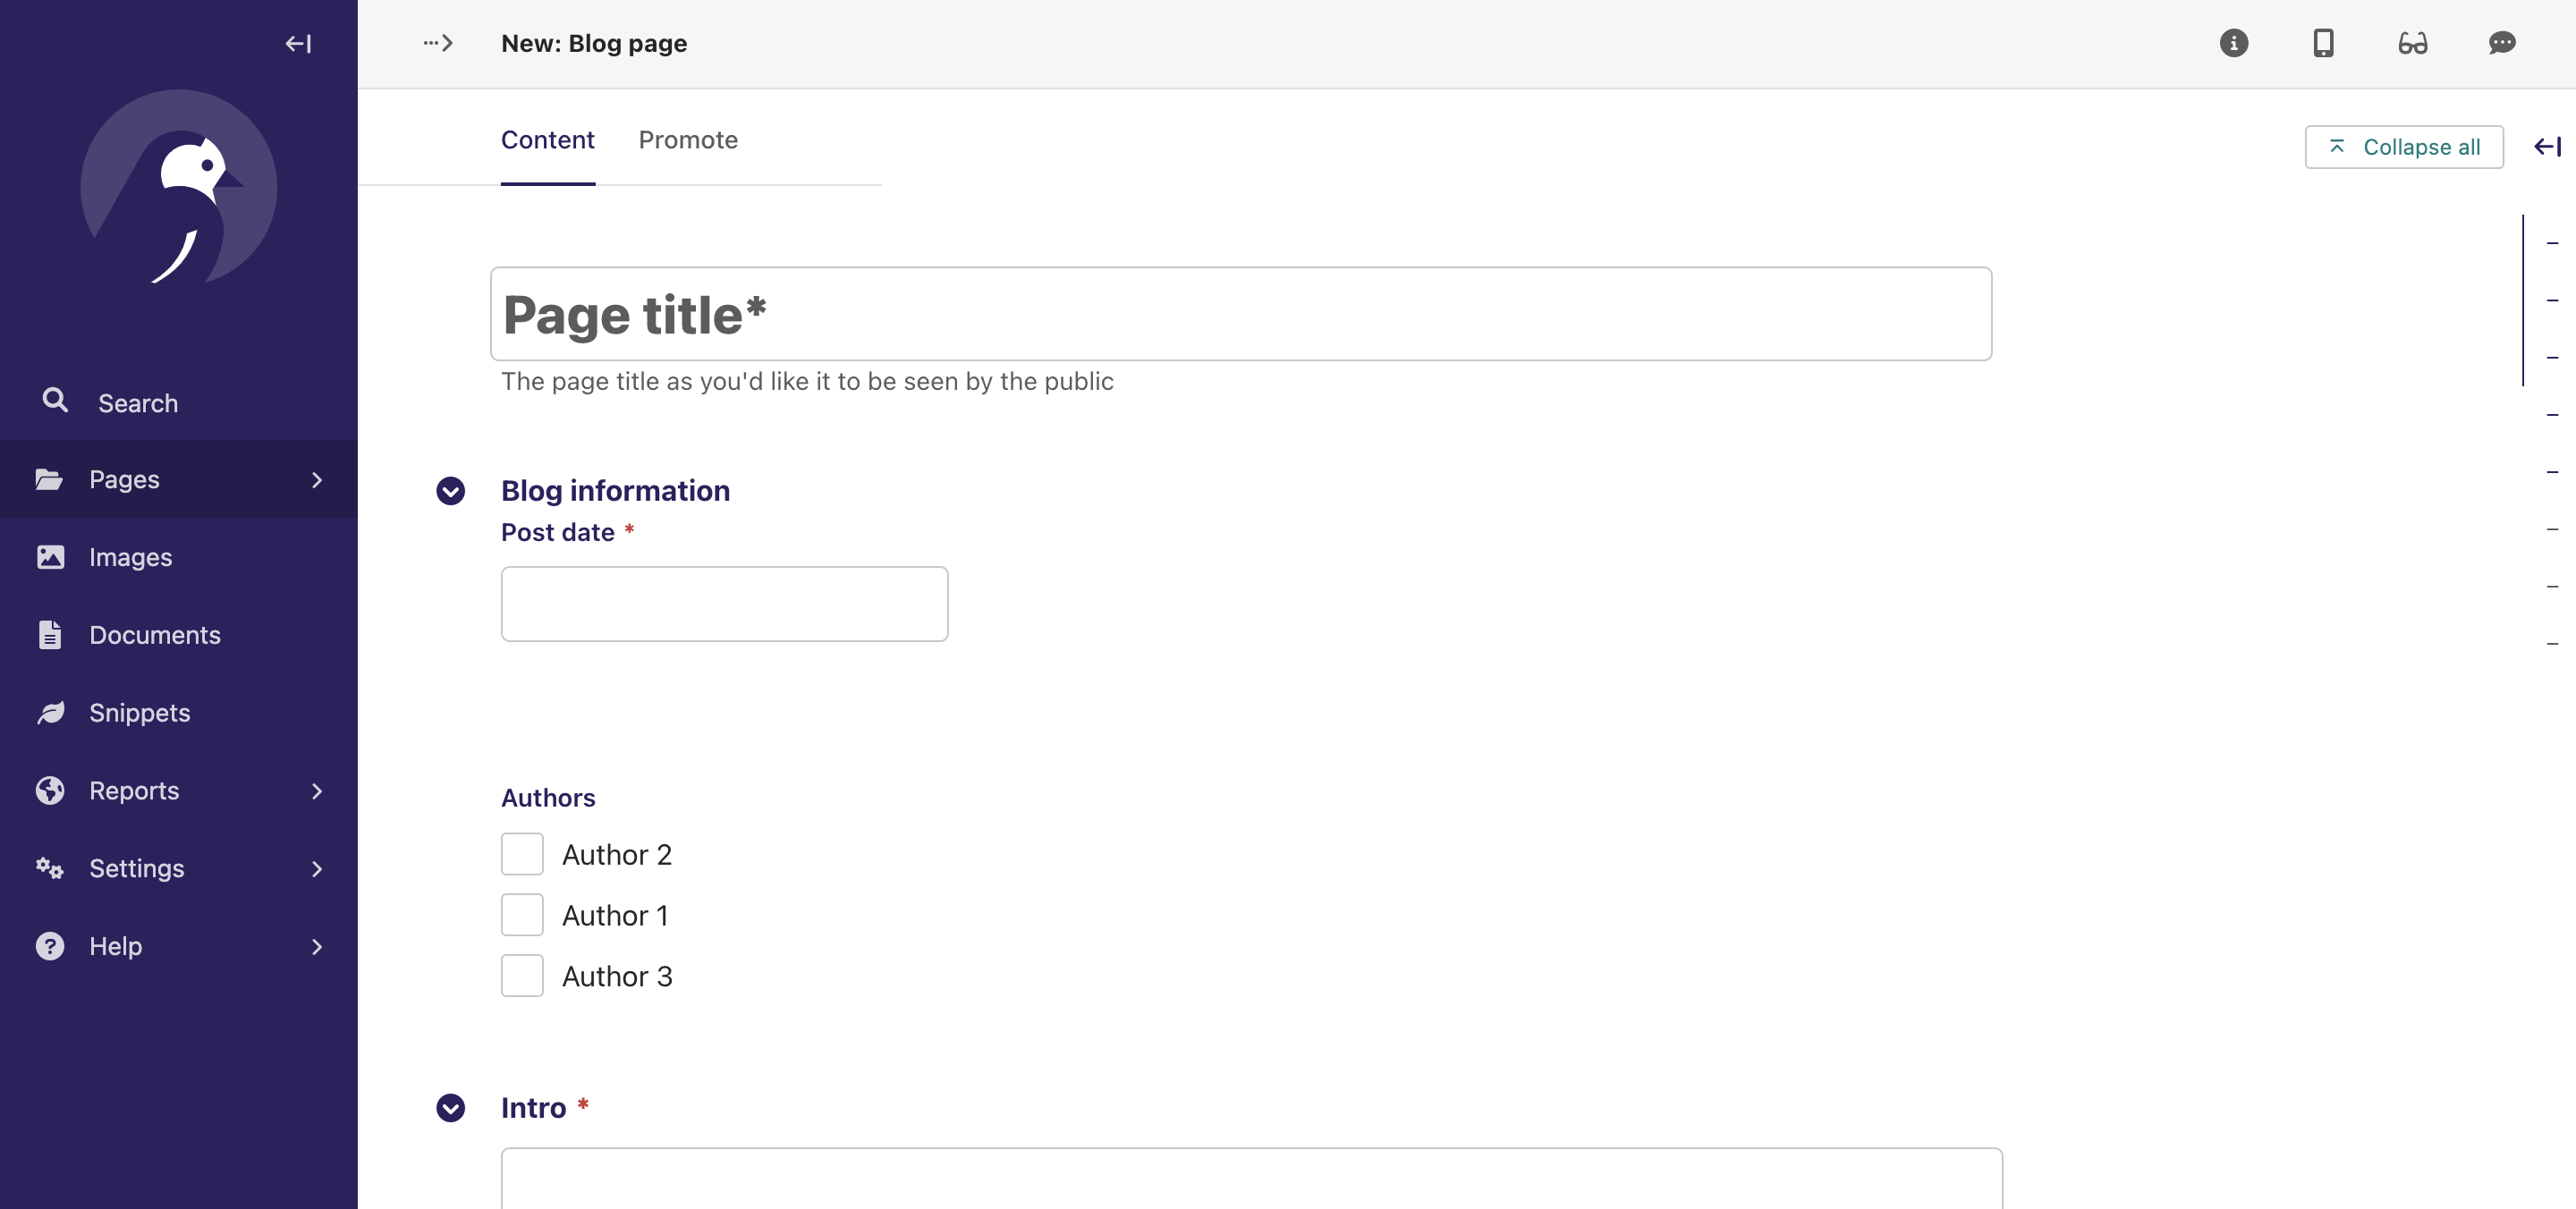 New: Blog page
Content
Promote
Collapse all
Page title*
The page title as you'd like it to be seen by the public
Search
Pages
Images
Documents
Snippets
Reports
Settings
Help
Blog information
Post date *
Authors
Author 2
Author 1
Author 3
Intro *